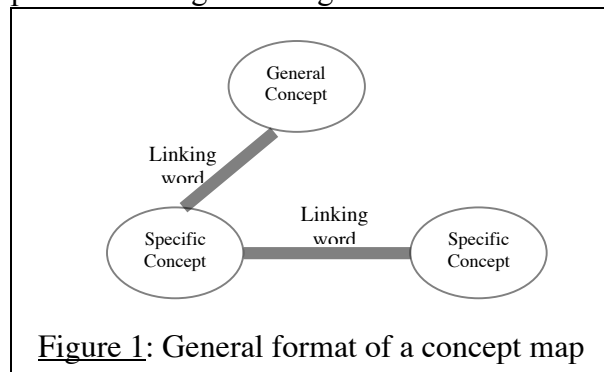 General
Concept
Linking
word
Linking
word
Specific
Concept
Specific
Concept
Figure 1: General format of a concept map